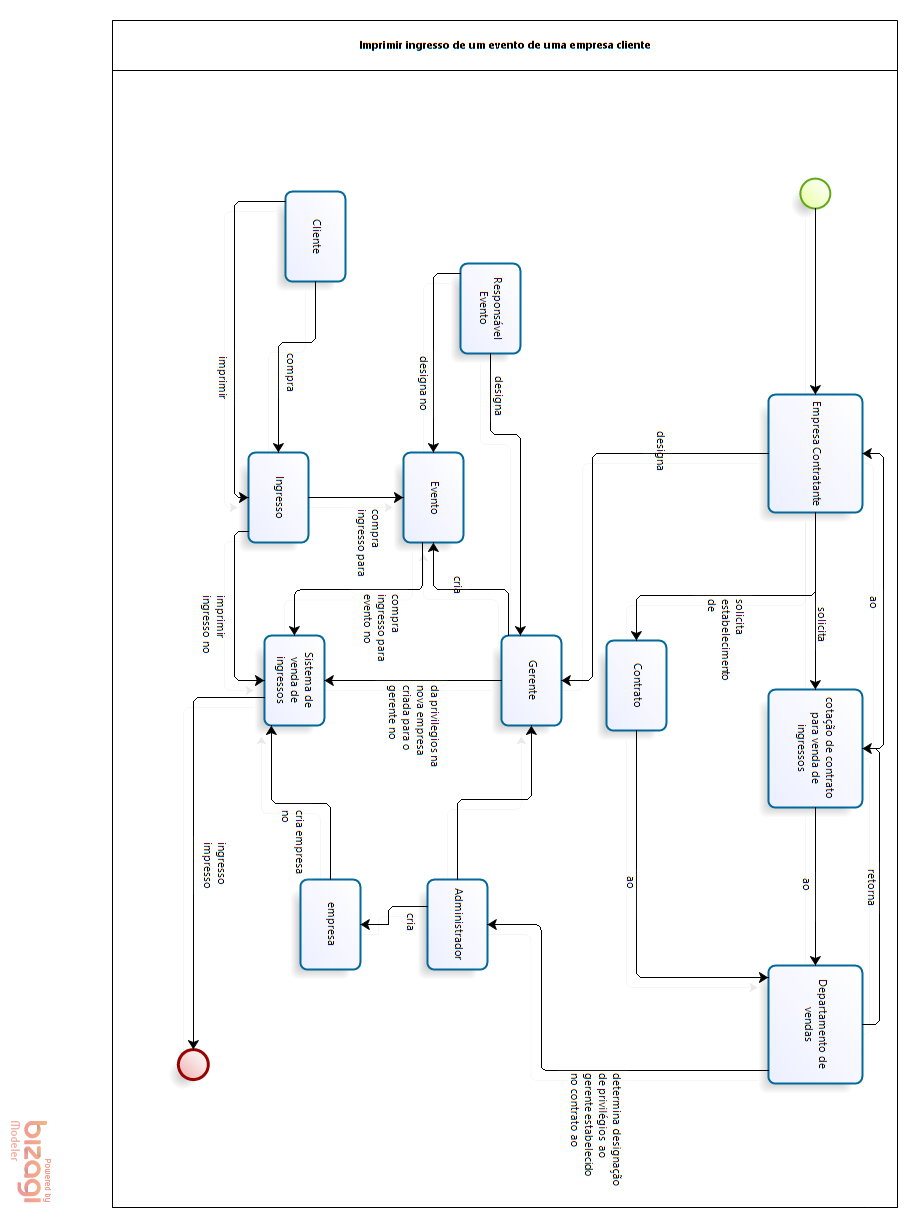 Imprimir ingresso de um evento de uma empresa cliente
Empresa Contratante
ao
solicita
cotação de contrato
para venda de
ingressos
ao
retorna
Departamento de
vendas
designa
solicita
estabelecimento
de
Contrato
ao
determina designação
de privilégios ao
gerente estabelecido
no contrato ao
Responsável
Evento
designa
designa no
Evento
cria
Gerente
da privilegios na
nova empresa
criada para o
gerente no
Administrador
cria
empresa
cria empresa
no
Cliente
compra
imprimir
Ingresso
compra
ingresso para
compra
ingresso para
evento no
imprimir
ingresso no
Sistema de
venda de
ingressos
ingresso
impresso
Powered by
bizagi
Modeler